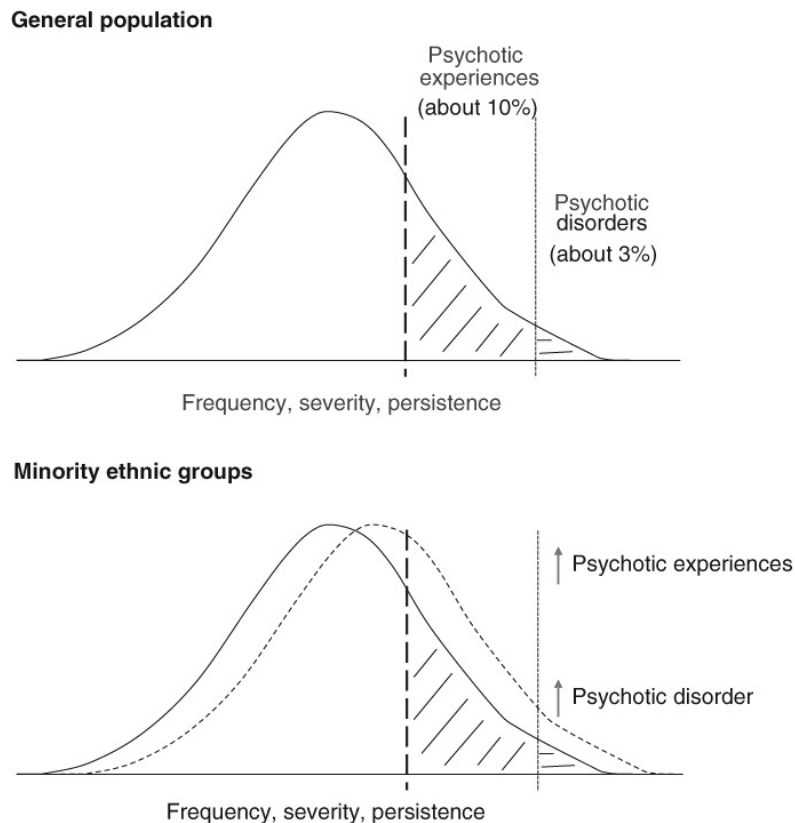 General population
Psychotic
experiences
(about 10%)
Psychotic
disorders
(about 3%)
Frequency, severity, persistence
Minority ethnic groups
Psychotic experiences
Psychotic disorder
Frequency, severity, persistence